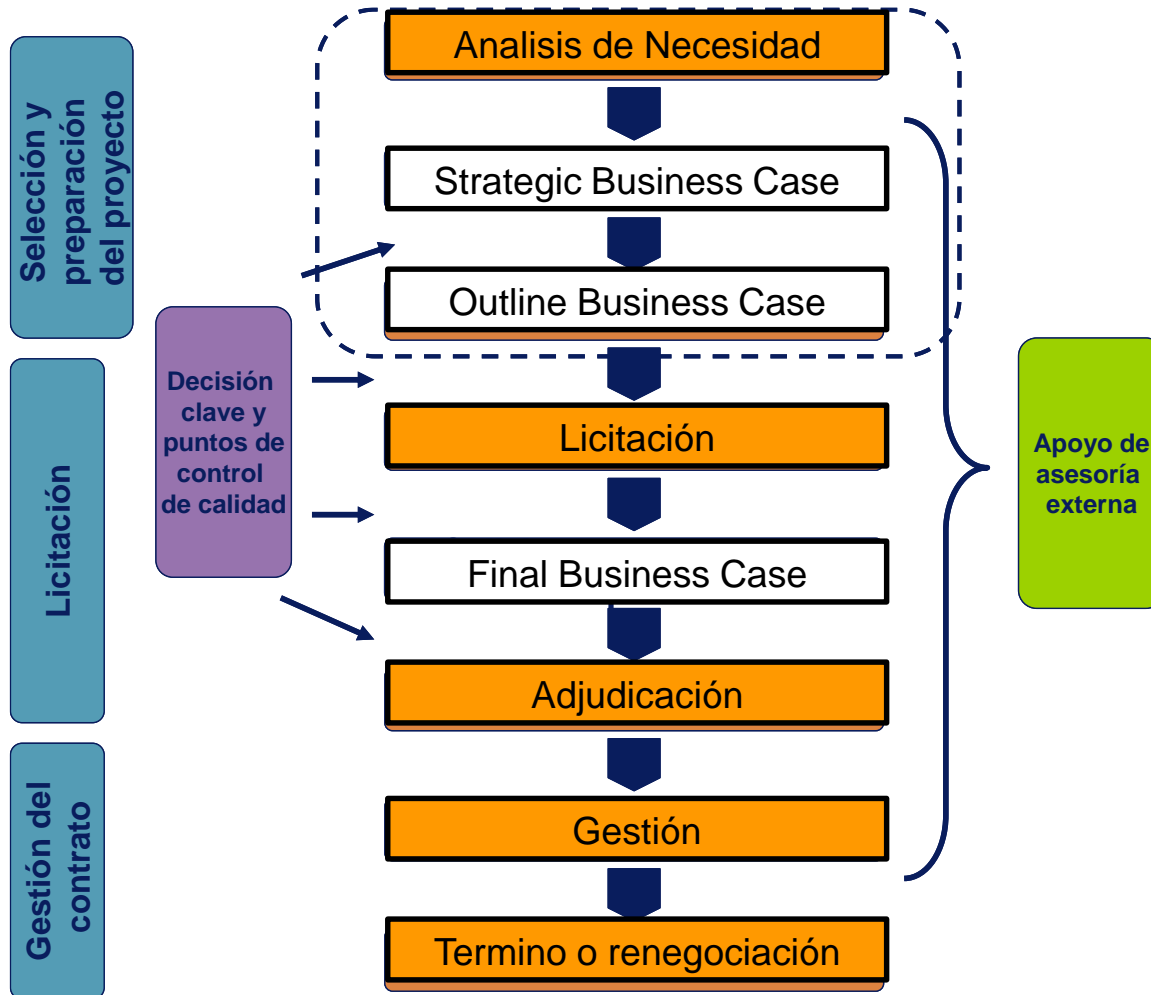 Analisis de Necesidad
Selección y
preparación
del proyecto
Strategic Business Case
Outline Business Case
Decisión
clave y
puntos de
control
de calidad
Licitación
Licitación
Apoyo de
asesoría
externa
Final Business Case
Adjudicación
Gestión del
contrato
Gestión
Termino o renegociación